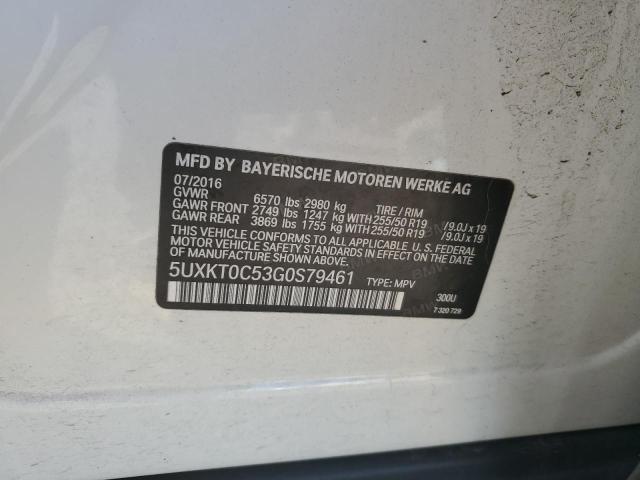 MFD BY BAYERISCHE MOTOREN WERKE AG
07/2016
GVWR 6570 lbs 2980 kg TIRE / RIM
GAWR FRONT 2749 lbs 1247 kg WITH 255/50 R19 /9.0J x 19
GAWR REAR 3869 lbs 1755 kg WITH 255/50 R19 /9.0J x 19
THIS VEHICLE CONFORMS TO ALL APPLICABLE U.S. FEDERAL
MOTOR VEHICLE SAFETY STANDARDS IN EFFECT ON THE
DATE OF MANUFACTURE SHOWN ABOVE.
5UXKT0C53G0S79461 TYPE: MPV
300U
7 320 729